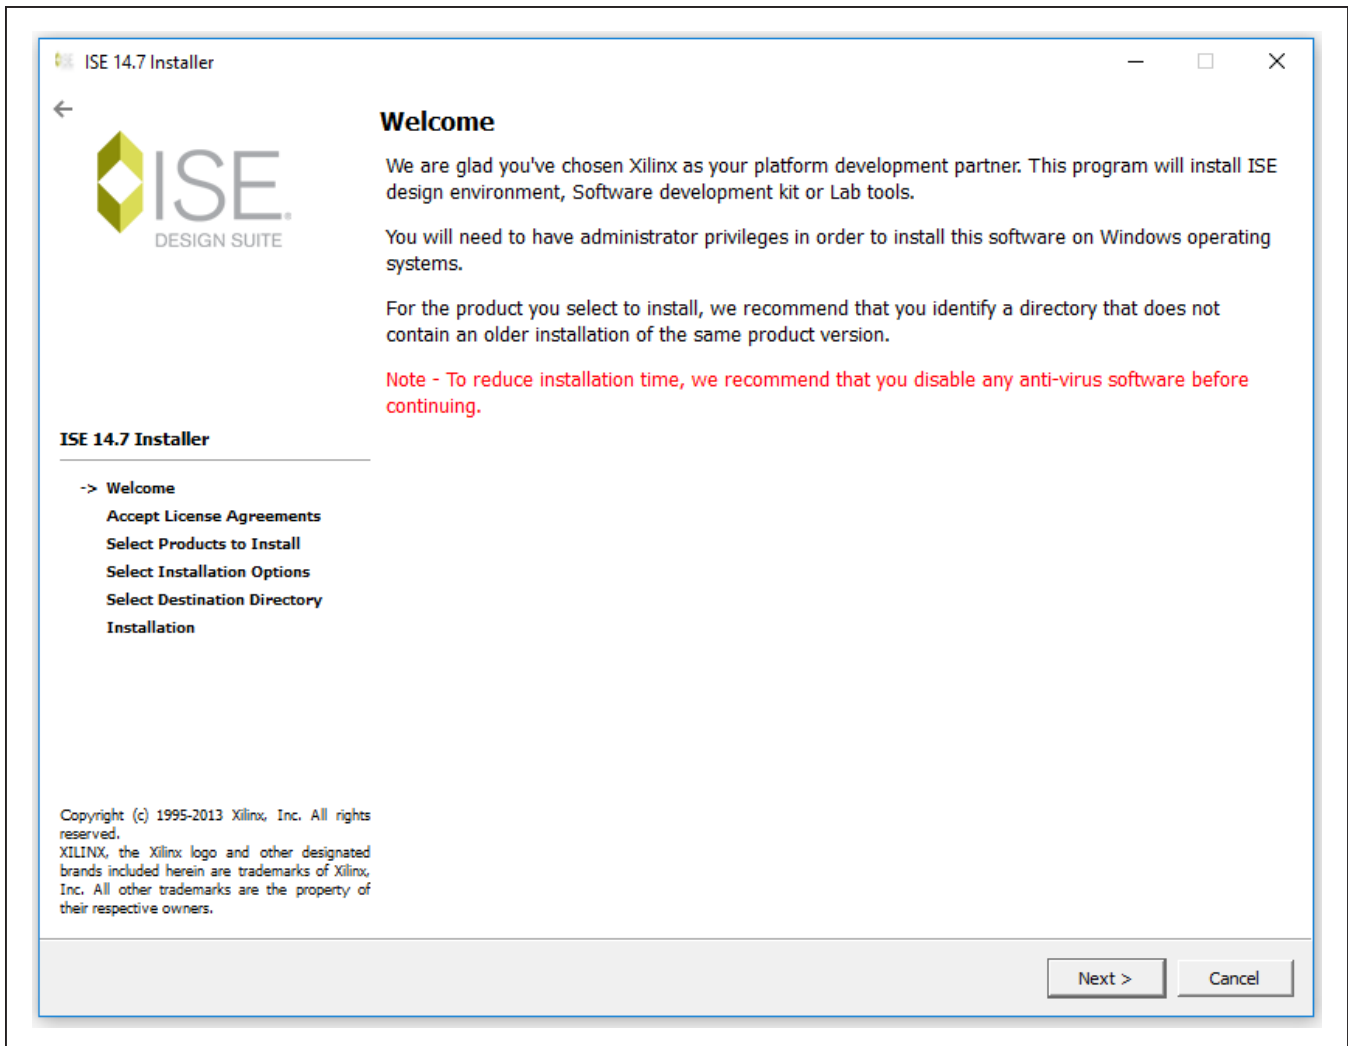 ISE 14.7 Installer
ISE
DESIGN SUITE
Welcome
We are glad you've chosen Xilinx as your platform development partner. This program will install ISE
design environment, Software development kit or Lab tools.
You will need to have administrator privileges in order to install this software on Windows operating
systems.
For the product you select to install, we recommend that you identify a directory that does not
contain an older installation of the same product version.
Note - To reduce installation time, we recommend that you disable any anti-virus software before
continuing.
ISE 14.7 Installer
-> Welcome
Accept License Agreements
Select Products to Install
Select Installation Options
Select Destination Directory
Installation
Copyright (c) 1995-2013 Xilinx, Inc. All rights
reserved.
XILINX, the Xilinx logo and other designated
brands included herein are trademarks of Xilinx,
Inc. All other trademarks are the property of
their respective owners.
Next >
Cancel